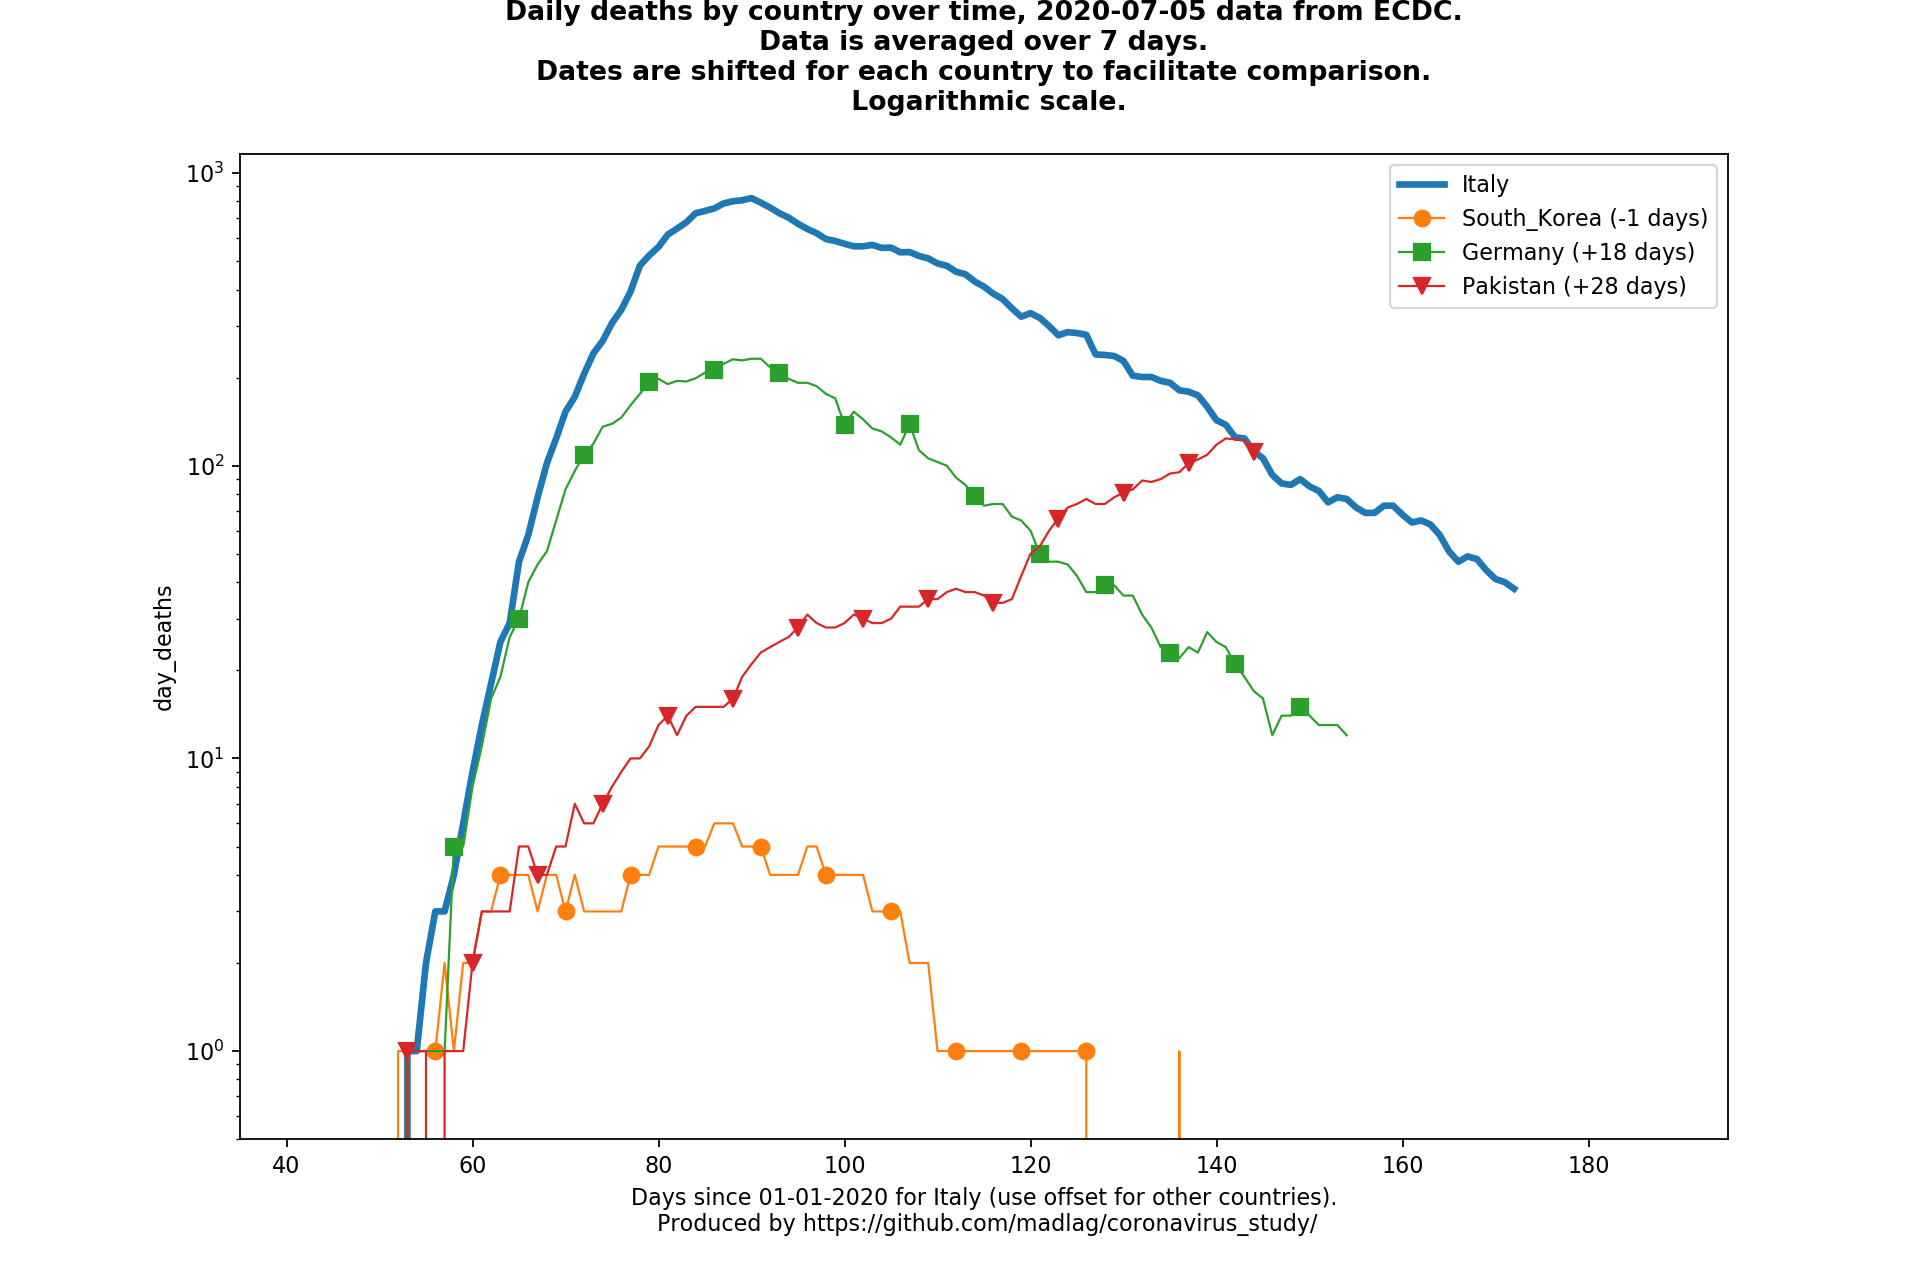 Daily deaths by country over time, 2020-07-05 data from ECDC.
Data is averaged over 7 days.
Dates are shifted for each country to facilitate comparison.
Logarithmic scale.
10³
10²
10¹
10⁰
day_deaths
Italy
South_Korea (-1 days)
Germany (+18 days)
Pakistan (+28 days)
40 60 80 100 120 140 160 180
Days since 01-01-2020 for Italy (use offset for other countries).
Produced by https://github.com/madlag/coronavirus_study/